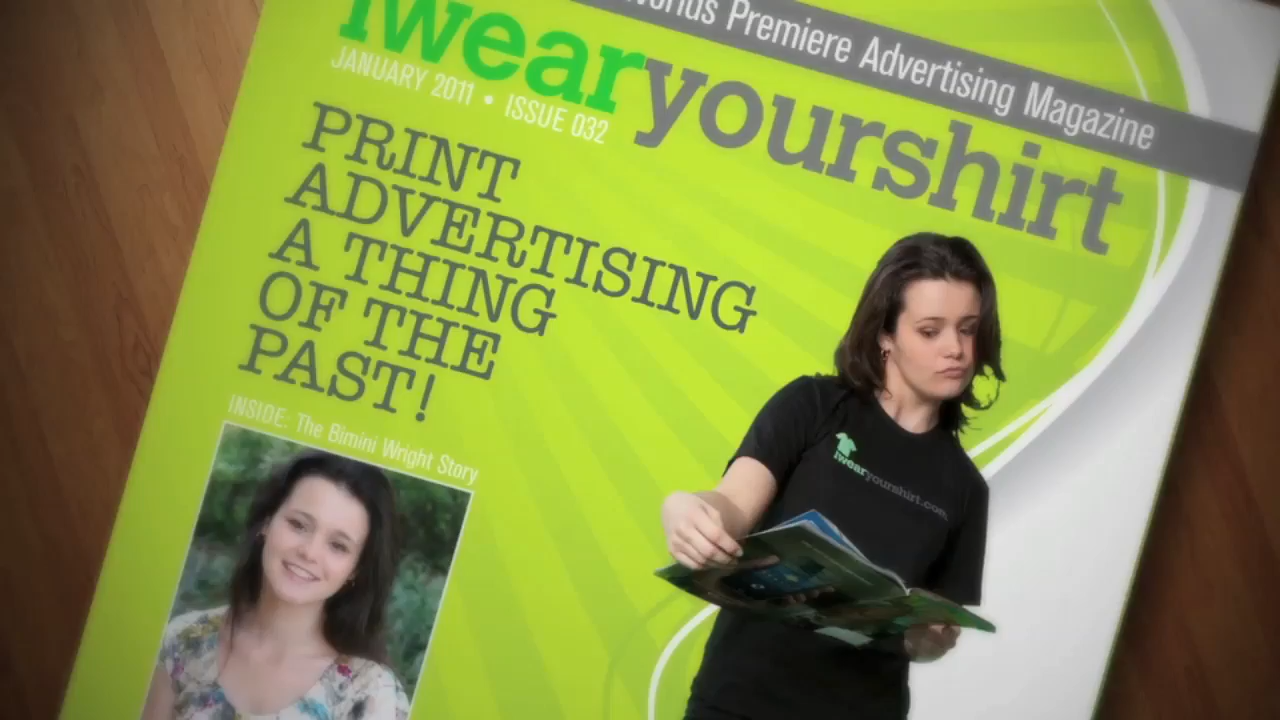 orlds Premiere Advertising Magazine
iwearyourshirt
JANUARY 2011 • ISSUE 032
PRINT
ADVERTISING
A THING
OF THE
PAST!
INSIDE: The Bimini Wright Story
iwearyourshirt.com